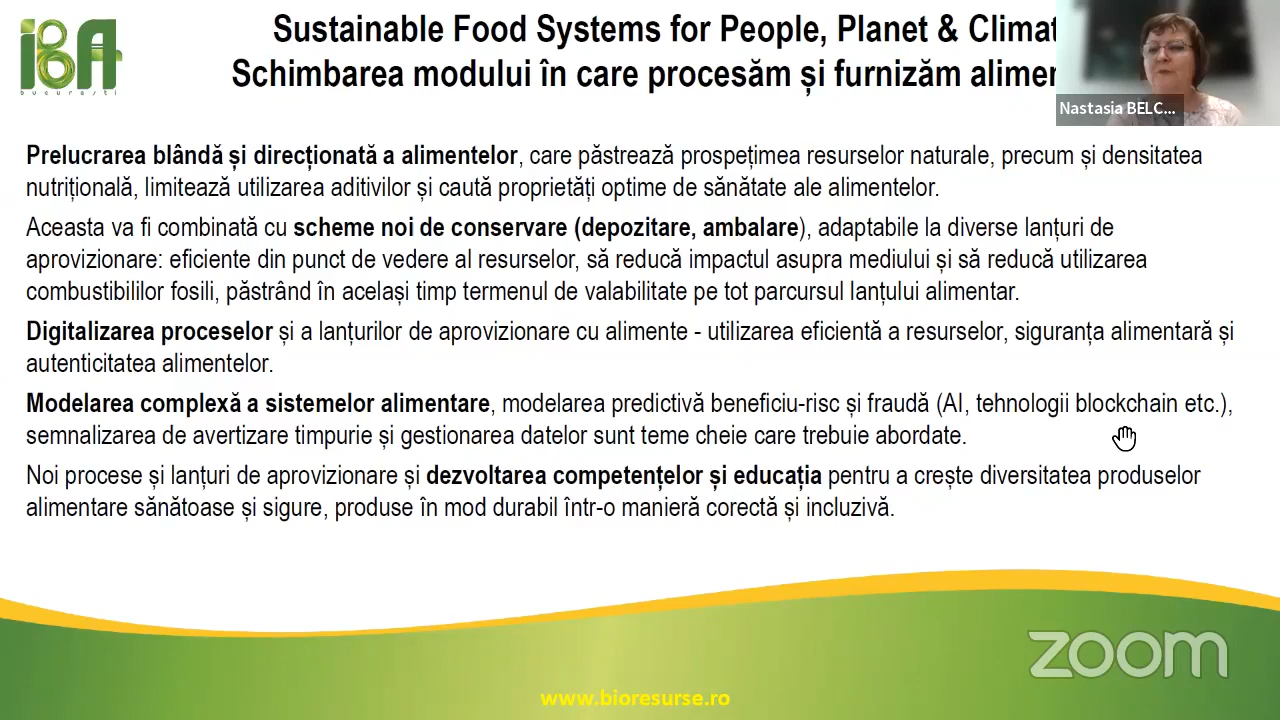 IBA
bucurești
Sustainable Food Systems for People, Planet & Climat
Schimbarea modului în care procesăm și furnizăm alimen
Nastasia BELC...
Prelucrarea blândă și direcționată a alimentelor, care păstrează prospețimea resurselor naturale, precum și densitatea
nutrițională, limitează utilizarea aditivilor și caută proprietăți optime de sănătate ale alimentelor.
Aceasta va fi combinată cu scheme noi de conservare (depozitare, ambalare), adaptabile la diverse lanțuri de
aprovizionare: eficiente din punct de vedere al resurselor, să reducă impactul asupra mediului și să reducă utilizarea
combustibililor fosili, păstrând în același timp termenul de valabilitate pe tot parcursul lanțului alimentar.
Digitalizarea proceselor și a lanțurilor de aprovizionare cu alimente - utilizarea eficientă a resurselor, siguranța alimentară și
autenticitatea alimentelor.
Modelarea complexă a sistemelor alimentare, modelarea predictivă beneficiu-risc și fraudă (AI, tehnologii blockchain etc.),
semnalizarea de avertizare timpurie și gestionarea datelor sunt teme cheie care trebuie abordate.
Noi procese și lanțuri de aprovizionare și dezvoltarea competențelor și educația pentru a crește diversitatea produselor
alimentare sănătoase și sigure, produse în mod durabil într-o manieră corectă și incluzivă.
zoom
www.bioresurse.ro